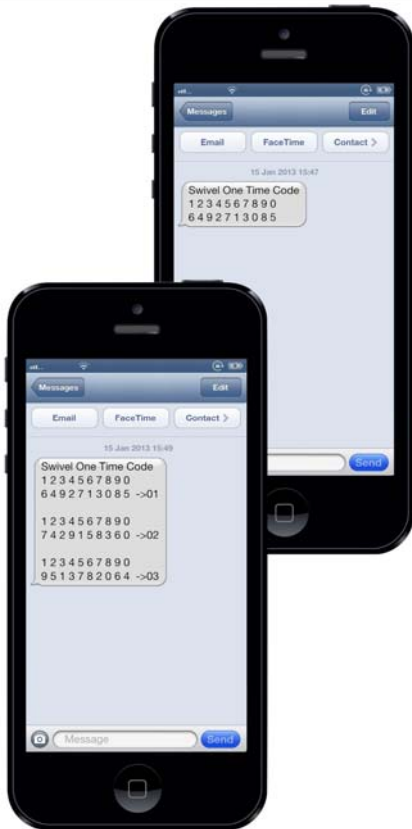 Messages
Edit
Email FaceTime Contact >
15 Jan 2013 15:47
Swivel One Time Code
1 2 3 4 5 6 7 8 9 0
6 4 9 2 7 1 3 0 8 5
Send
Messages
Edit
Email FaceTime Contact >
15 Jan 2013 15:49
Swivel One Time Code
1 2 3 4 5 6 7 8 9 0
6 4 9 2 7 1 3 0 8 5 ->01
1 2 3 4 5 6 7 8 9 0
7 4 2 9 1 5 8 3 6 0 ->02
1 2 3 4 5 6 7 8 9 0
9 5 1 3 7 8 2 0 6 4 ->03
Message
Send